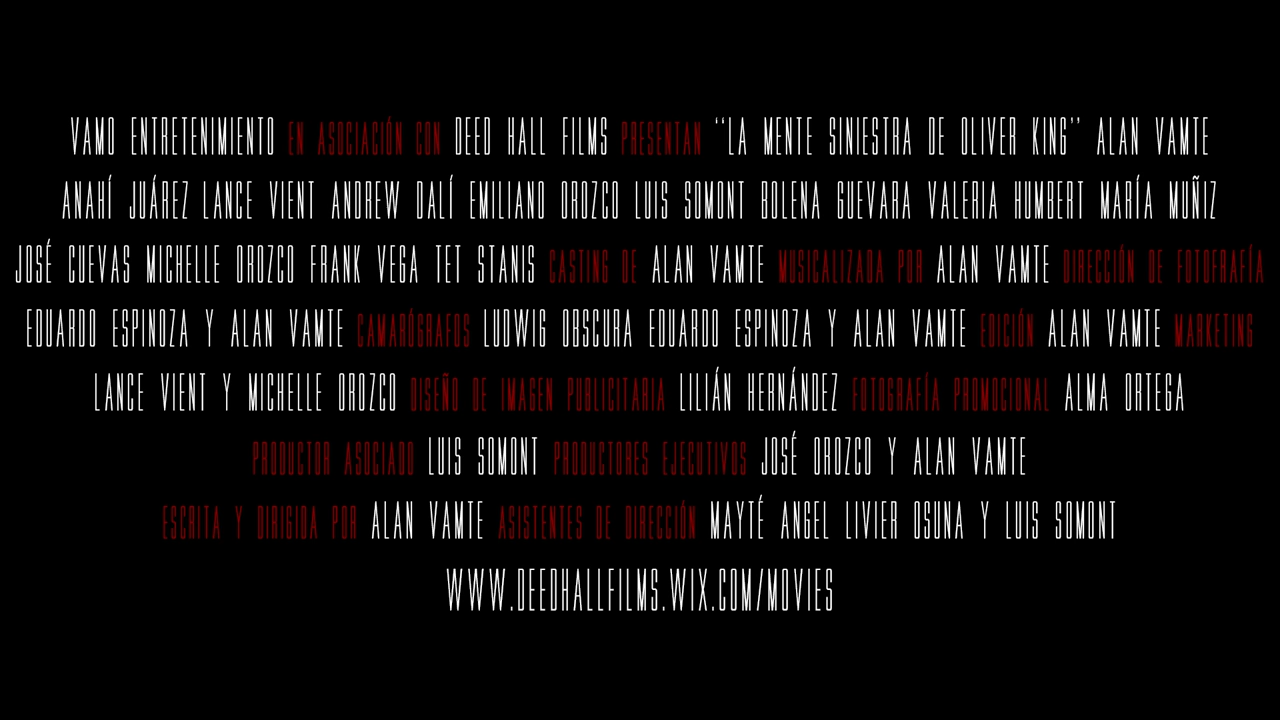 VAMO ENTRETENIMIENTO EN ASOCIACIÓN CON DEED HALL FILMS PRESENTAN “LA MENTE SINIESTRA DE OLIVER KING” ALAN VAMTE
ANAHÍ JUÁREZ LANCE VIENT ANDREW DALÍ EMILIANO OROZCO LUIS SOMONT BOLENA GUEVARA VALERIA HUMBERT MARÍA MUÑIZ
JOSÉ CUEVAS MICHELLE OROZCO FRANK VEGA TET STANIS CASTING DE ALAN VAMTE MUSICALIZADA POR ALAN VAMTE DIRECCIÓN DE FOTOFRAFÍA
EDUARDO ESPINOZA Y ALAN VAMTE CAMARÓGRAFOS LUDWIG OBSCURA EDUARDO ESPINOZA Y ALAN VAMTE EDICIÓN ALAN VAMTE MARKETING
LANCE VIENT Y MICHELLE OROZCO DISEÑO DE IMAGEN PUBLICITARIA LILIÁN HERNÁNDEZ FOTOGRAFÍA PROMOCIONAL ALMA ORTEGA
PRODUCTOR ASOCIADO LUIS SOMONT PRODUCTORES EJECUTIVOS JOSÉ OROZCO Y ALAN VAMTE
ESCRITA Y DIRIGIDA POR ALAN VAMTE ASISTENTES DE DIRECCIÓN MAYTÉ ANGEL LIVIER OSUNA Y LUIS SOMONT
WWW.DEEDHALLFILMS.WIX.COM/MOVIES